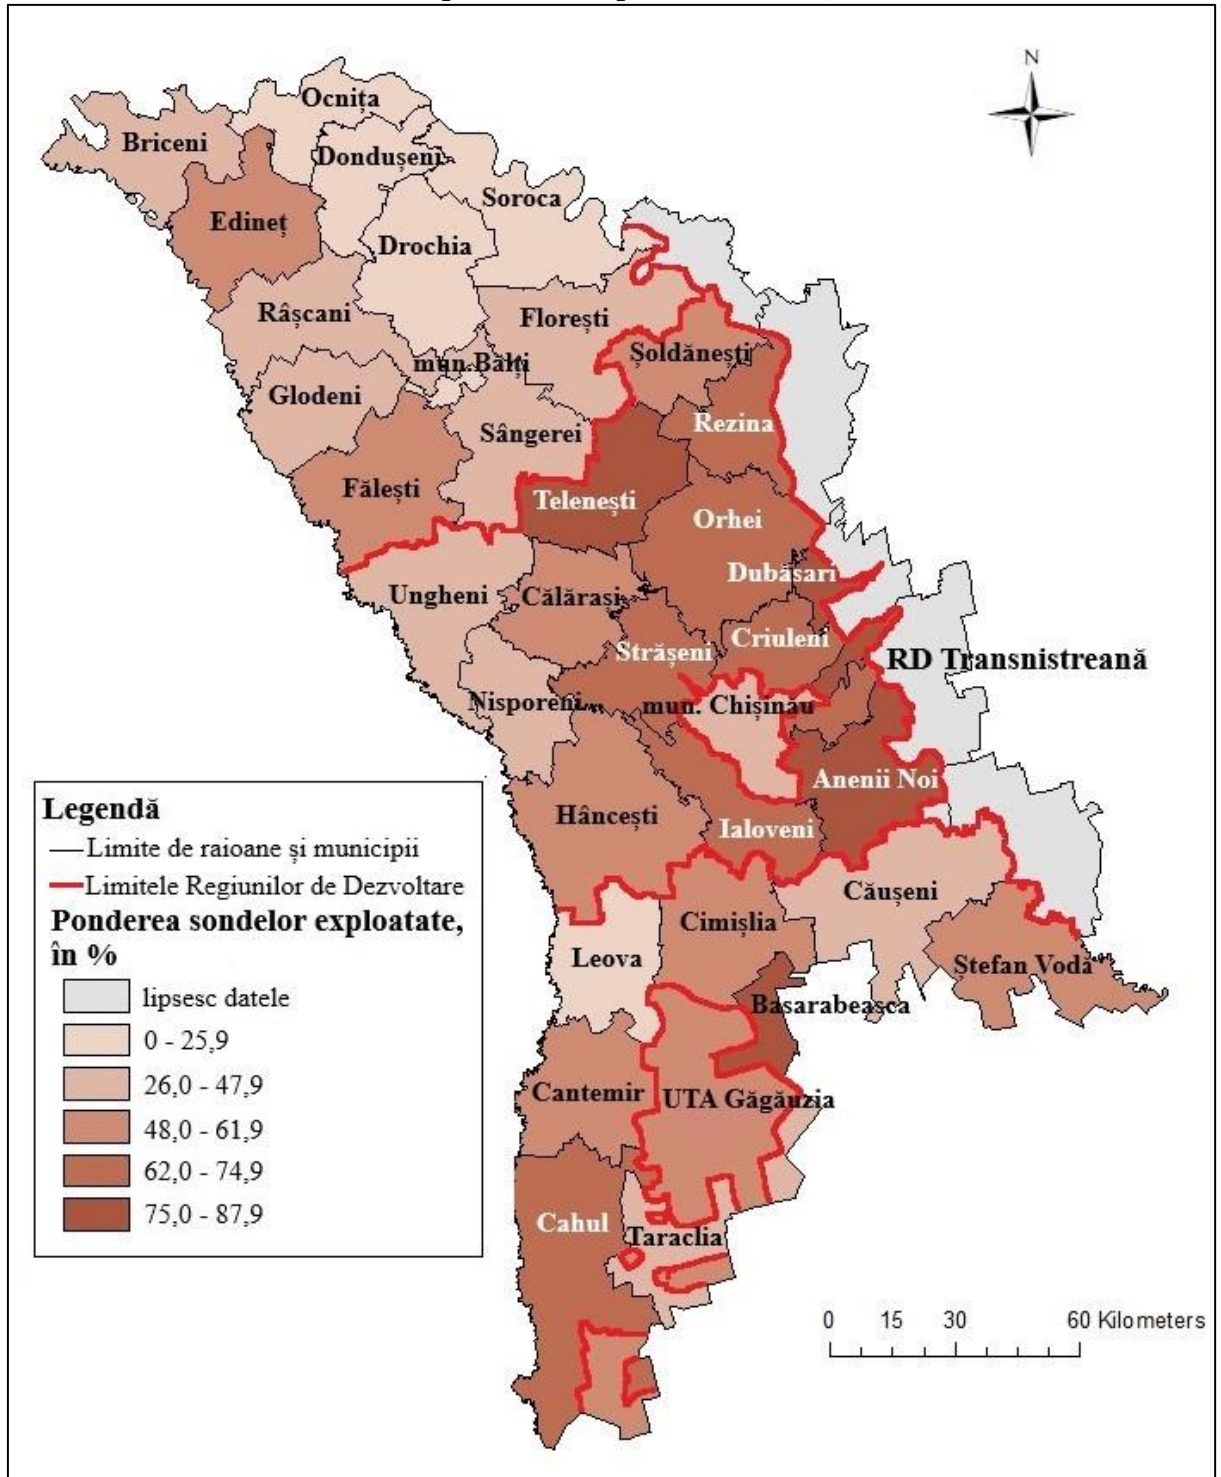 N
Ocnița
Briceni
Dondușeni
Soroca
Edineț
Drochia
Râșcani
Florești
Șoldănești
mun.Bălți
Glodeni
Rezina
Sângerei
Fălești
Telenești
Orhei
Dubăsari
Ungheni
Călărași
Criuleni
Strășeni
RD Transnistreană
Nisporeni
mun. Chișinău
Anenii Noi
Hâncești
Ialoveni
Căușeni
Cimișlia
Leova
Ștefan Vodă
Basarabeasca
Cantemir
UTA Găgăuzia
Cahul
Taraclia
Legendă
Limite de raioane și municipii
Limitele Regiunilor de Dezvoltare
Ponderea sondelor exploatate,
în %
lipsesc datele
0 - 25,9
26,0 - 47,9
48,0 - 61,9
62,0 - 74,9
75,0 - 87,9
0 15 30 60 Kilometers